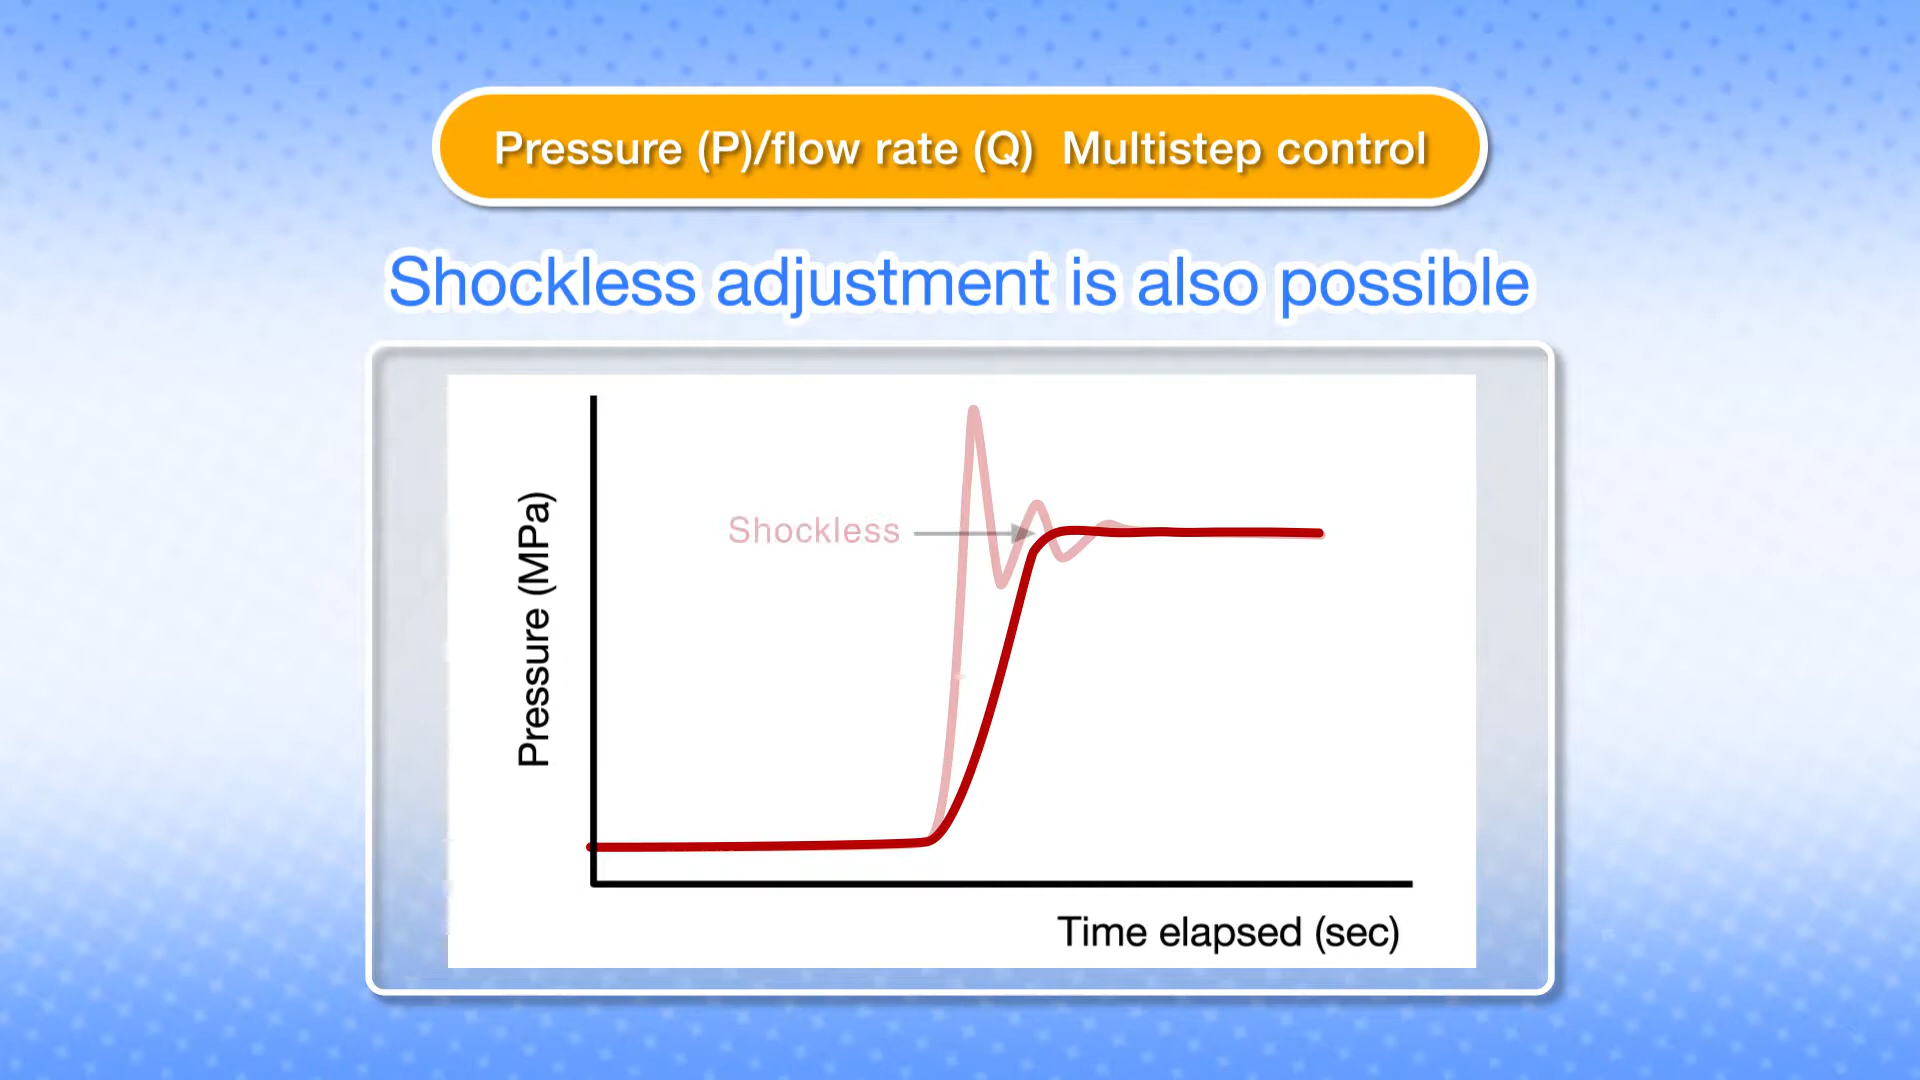 Pressure (P)/flow rate (Q) Multistep control
Shockless adjustment is also possible
Shockless
Pressure (MPa)
Time elapsed (sec)